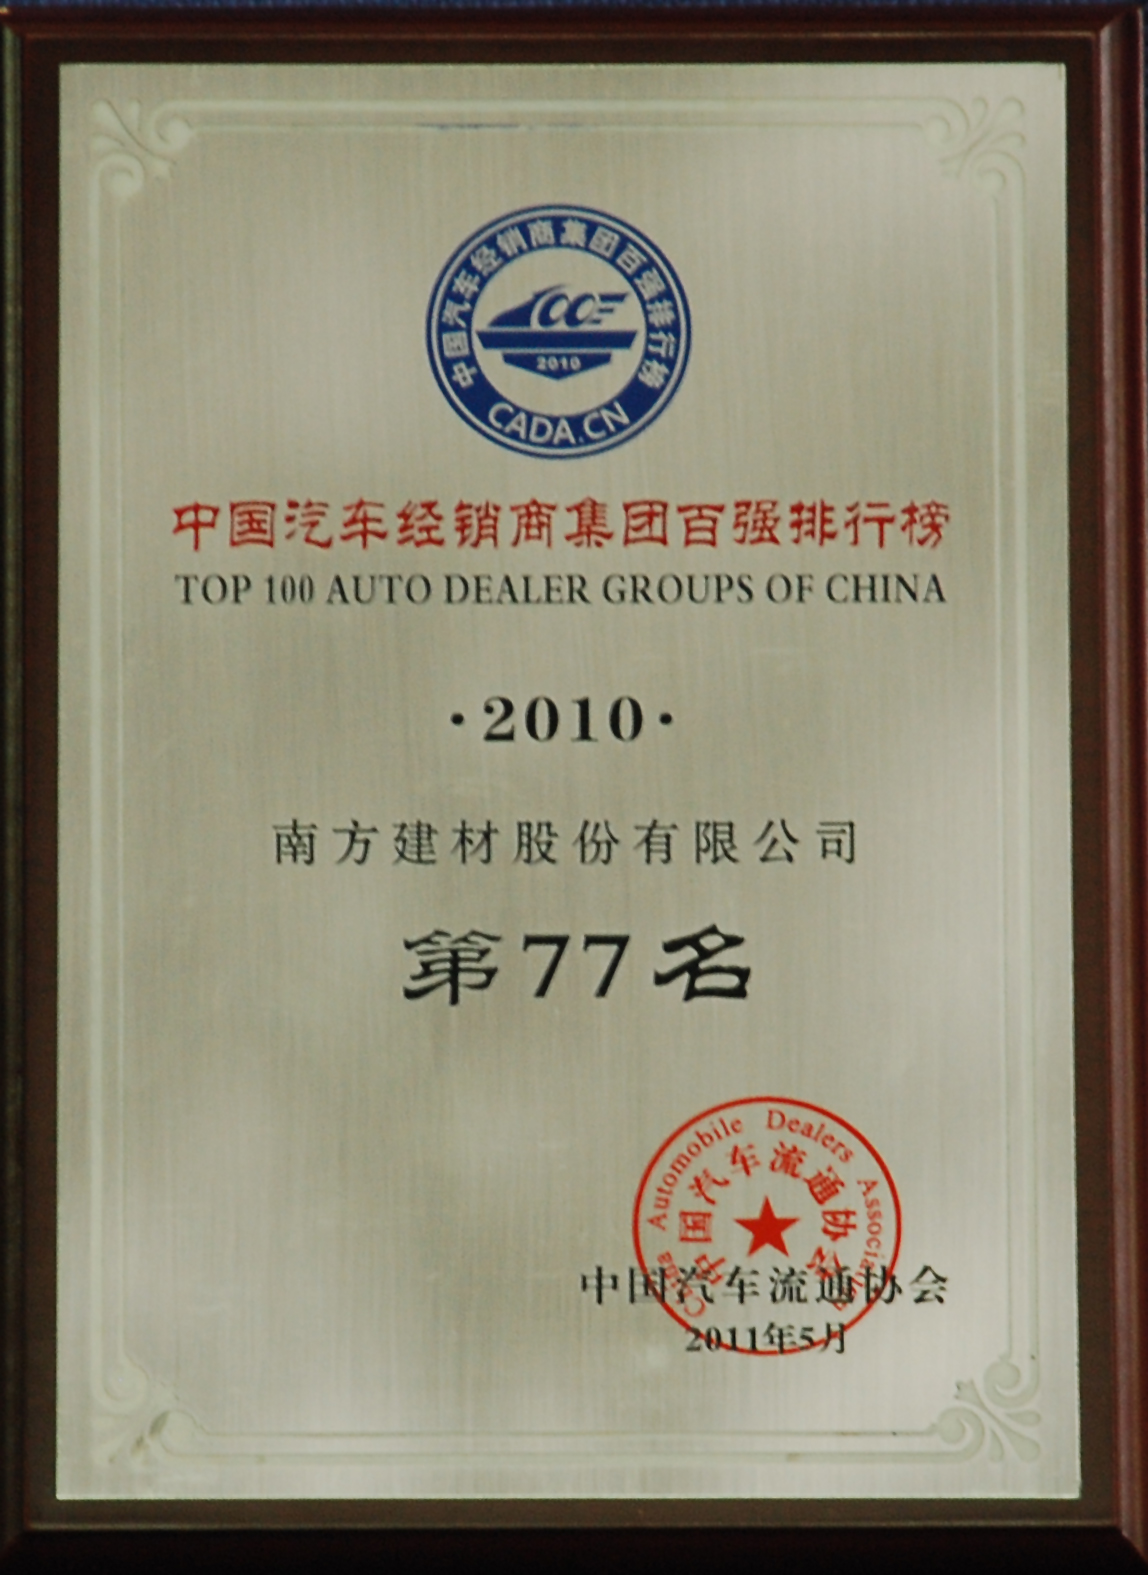 中国汽车经销商集团百强排行榜
2010
CADA.CN
中国汽车经销商集团百强排行榜
TOP 100 AUTO DEALER GROUPS OF CHINA
·2010·
南方建材股份有限公司
第77名
China Automobile Dealers Association
中国汽车流通协会
中国汽车流通协会
2011年5月